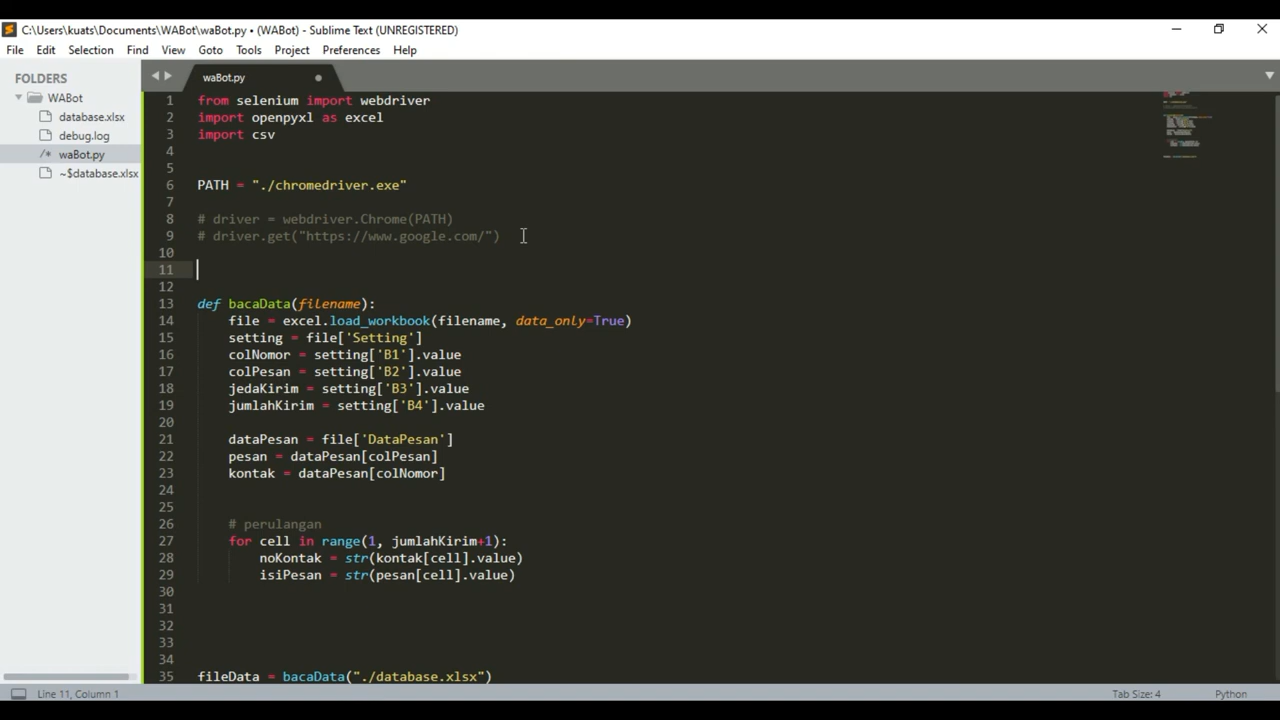 C:\Users\kuats\Documents\WABot\waBot.py • (WABot) - Sublime Text (UNREGISTERED)
File Edit Selection Find View Goto Tools Project Preferences Help
FOLDERS
WABot
database.xlsx
debug.log
/* waBot.py
~$database.xlsx
waBot.py
1 from selenium import webdriver
2 import openpyxl as excel
3 import csv
4
5
6 PATH = "./chromedriver.exe"
7
8 # driver = webdriver.Chrome(PATH)
9 # driver.get("https://www.google.com/")
10
11
12
13 def bacaData(filename):
14     file = excel.load_workbook(filename, data_only=True)
15     setting = file['Setting']
16     colNomor = setting['B1'].value
17     colPesan = setting['B2'].value
18     jedaKirim = setting['B3'].value
19     jumlahKirim = setting['B4'].value
20
21     dataPesan = file['DataPesan']
22     pesan = dataPesan[colPesan]
23     kontak = dataPesan[colNomor]
24
25
26     # perulangan
27     for cell in range(1, jumlahKirim+1):
28         noKontak = str(kontak[cell].value)
29         isiPesan = str(pesan[cell].value)
30
31
32
33
34
35 fileData = bacaData("./database.xlsx")
Line 11, Column 1 Tab Size: 4 Python